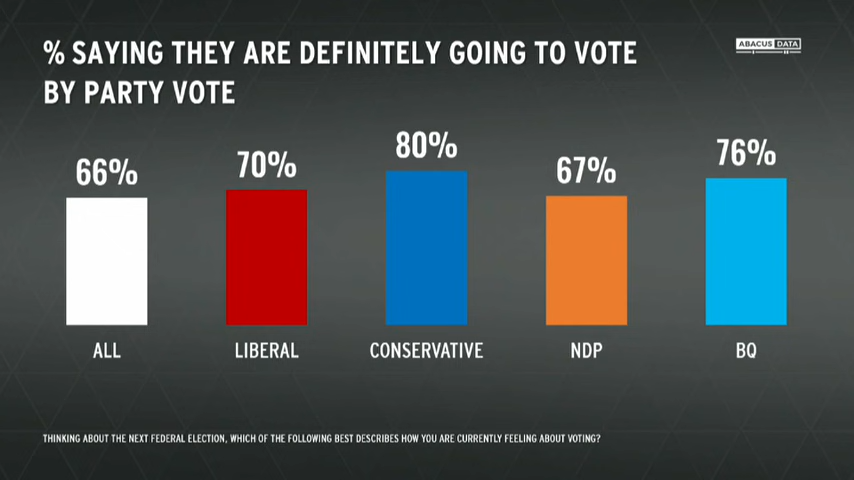 % SAYING THEY ARE DEFINITELY GOING TO VOTE
BY PARTY VOTE
ABACUS DATA
66%
70%
80%
67%
76%
ALL
LIBERAL
CONSERVATIVE
NDP
BQ
THINKING ABOUT THE NEXT FEDERAL ELECTION, WHICH OF THE FOLLOWING BEST DESCRIBES HOW YOU ARE CURRENTLY FEELING ABOUT VOTING?